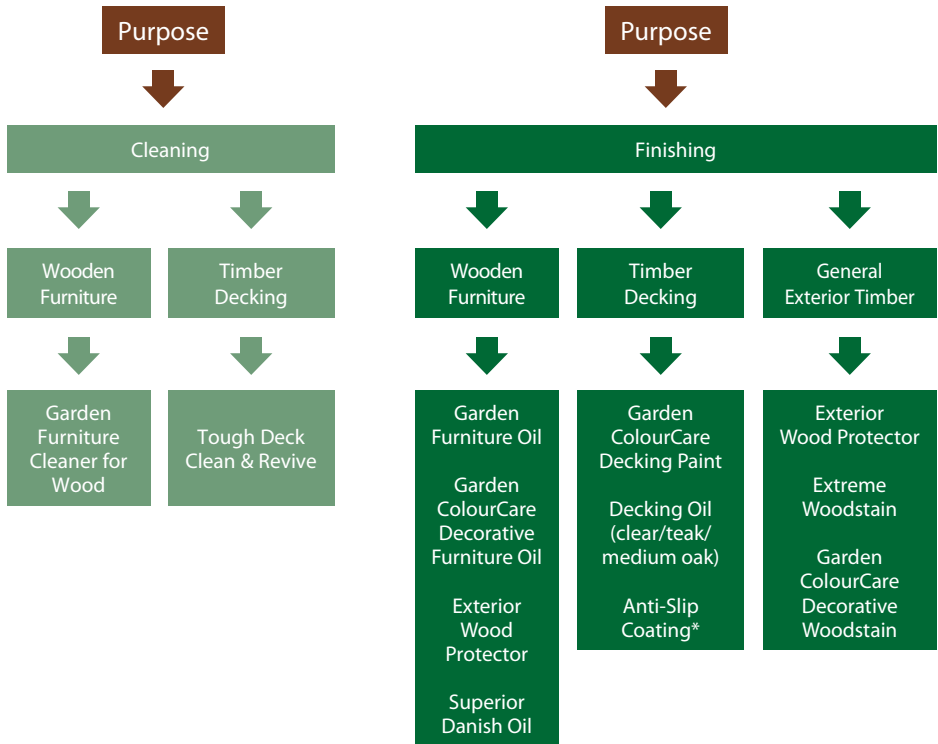 Purpose
Cleaning
Wooden
Furniture
Timber
Decking
Garden
Furniture
Cleaner for
Wood
Tough Deck
Clean & Revive
Purpose
Finishing
Wooden
Furniture
Timber
Decking
General
Exterior Timber
Garden
Furniture Oil
Garden
ColourCare
Decorative
Furniture Oil
Exterior
Wood
Protector
Superior
Danish Oil
Garden
ColourCare
Decking Paint
Decking Oil
(clear/teak/
medium oak)
Anti-Slip
Coating*
Exterior
Wood Protector
Extreme
Woodstain
Garden
ColourCare
Decorative
Woodstain